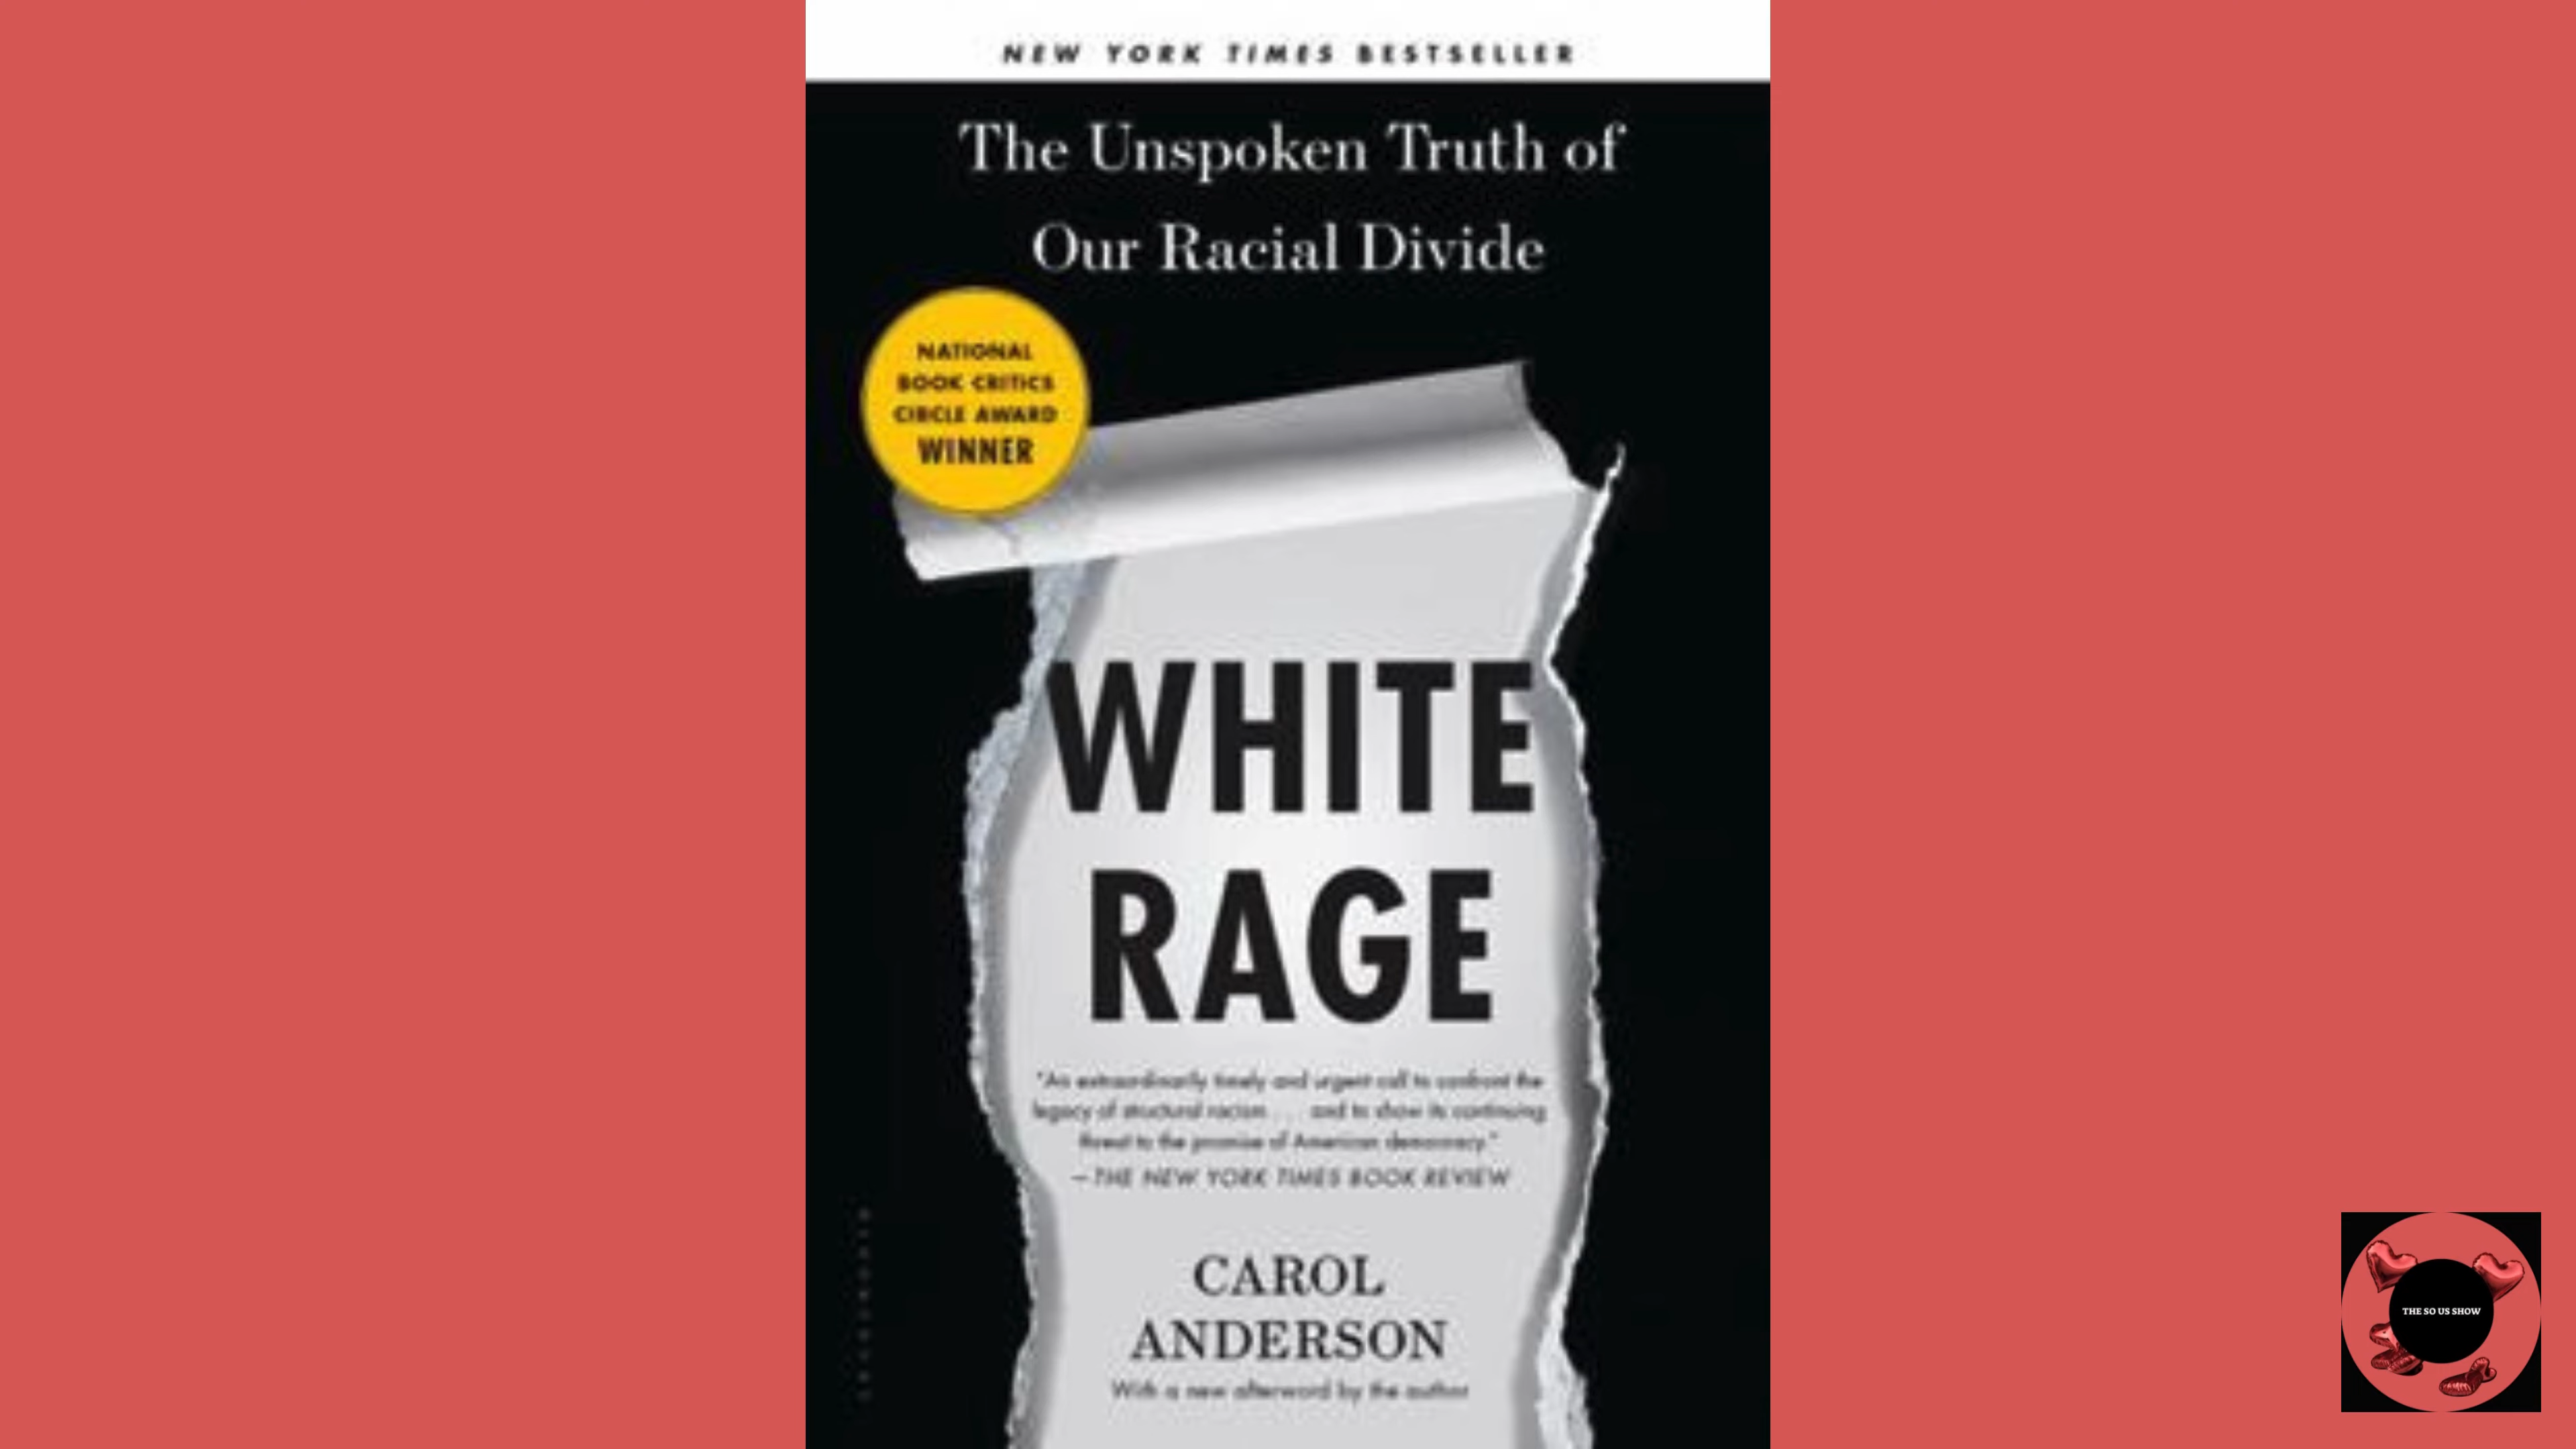 NEW YORK TIMES BESTSELLER
The Unspoken Truth of
Our Racial Divide
NATIONAL
BOOK CRITICS
CIRCLE AWARD
WINNER
WHITE
RAGE
"An extraordinarily timely and urgent call to confront the
legacy of structural racism . . . and to show its continuing
threat to the promise of American democracy."
—THE NEW YORK TIMES BOOK REVIEW
CAROL
ANDERSON
With a new afterword by the author
THE SO US SHOW